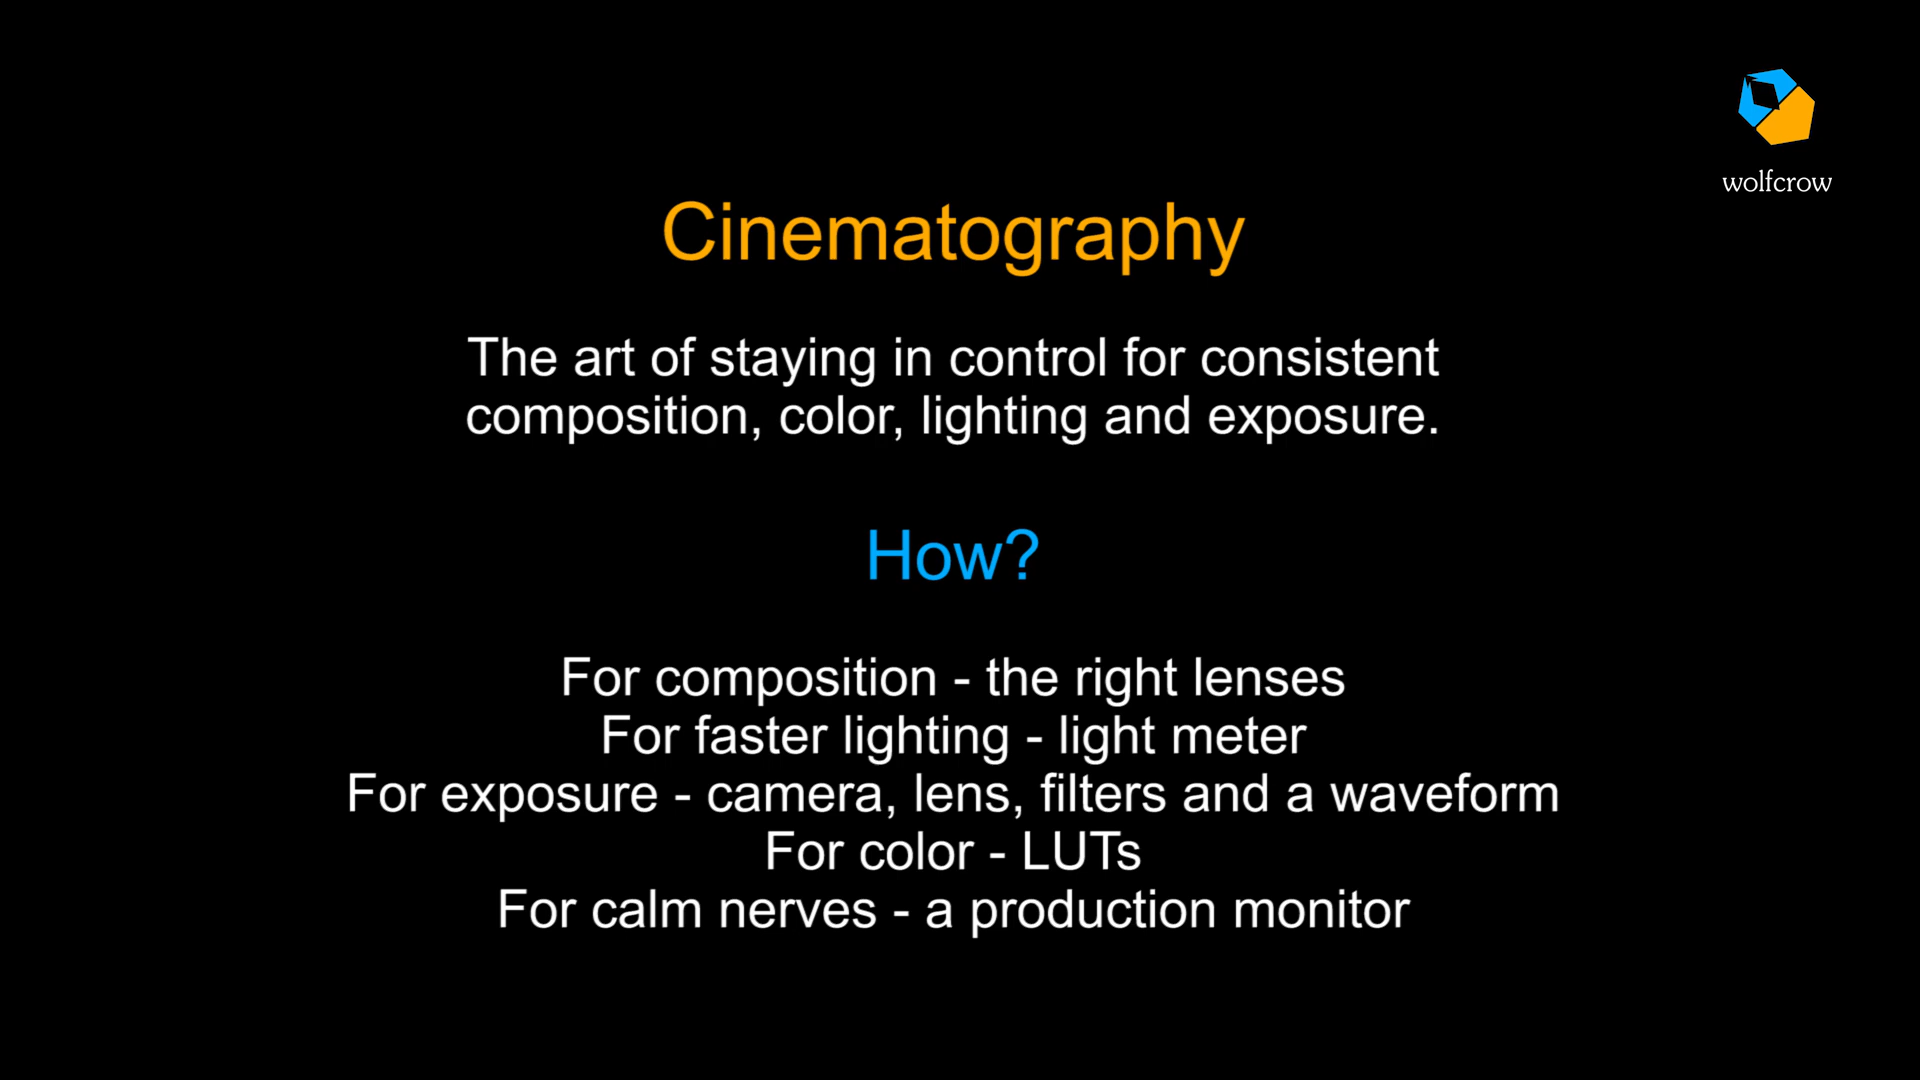 wolfcrow
Cinematography
The art of staying in control for consistent
composition, color, lighting and exposure.
How?
For composition - the right lenses
For faster lighting - light meter
For exposure - camera, lens, filters and a waveform
For color - LUTs
For calm nerves - a production monitor